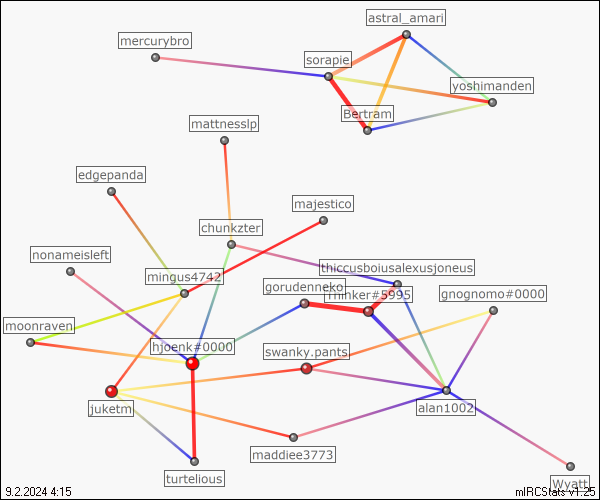 astral_amari
mercurybro
sorapie
yoshimanden
Bertram
mattnesslp
edgepanda
majestico
chunkzter
nonameisleft
thiccusboiusalexusjoneus
mingus4742
gorudenneko
#5995
gnognomo#0000
moonraven
hjoenk#0000
swanky.pants
juketm
alan1002
maddiee3773
turtelious
Wyatt
9.2.2024 4:15
mIRCStats v1.25